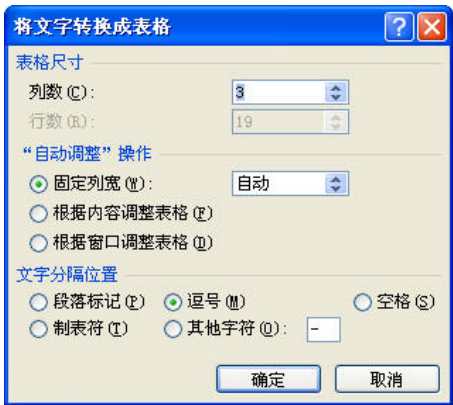 将文字转换成表格
表格尺寸
列数(C): 3
行数(R): 19
“自动调整”操作
固定列宽(W): 自动
根据内容调整表格(F)
根据窗口调整表格(D)
文字分隔位置
段落标记(P) 逗号(M) 空格(S)
制表符(T) 其他字符(O): -
确定 取消